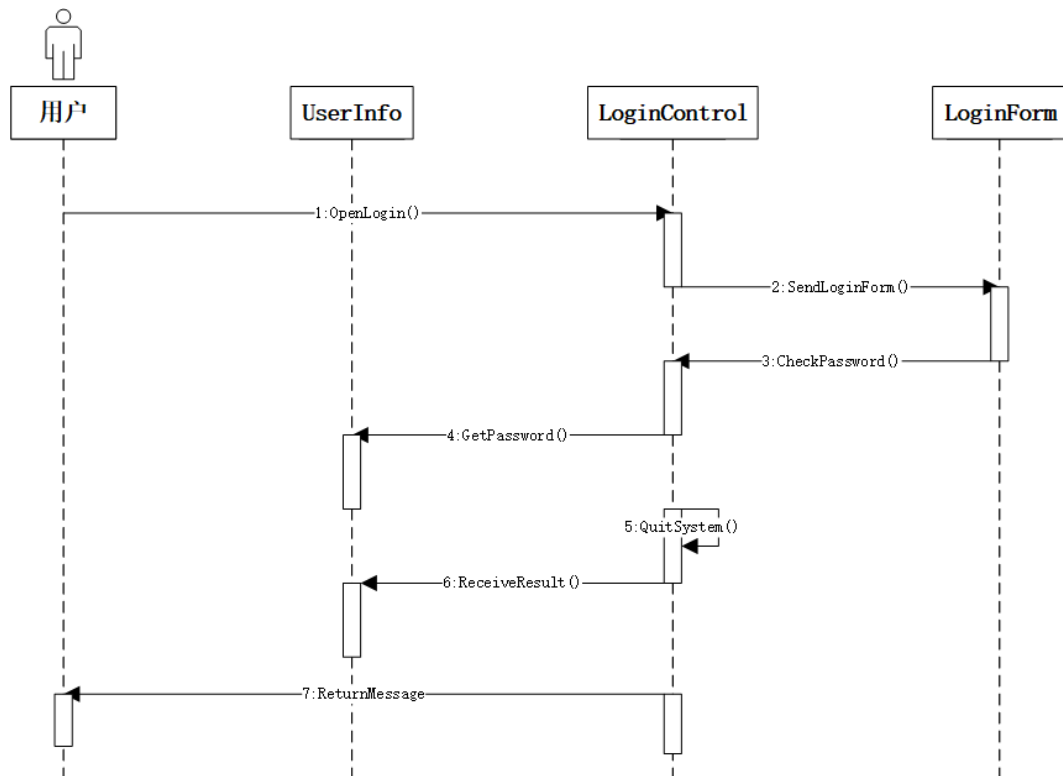 用户
UserInfo
LoginControl
LoginForm
1:OpenLogin()
2:SendLoginForm()
3:CheckPassword()
4:GetPassword()
5:QuitSystem()
6:ReceiveResult()
7:ReturnMessage